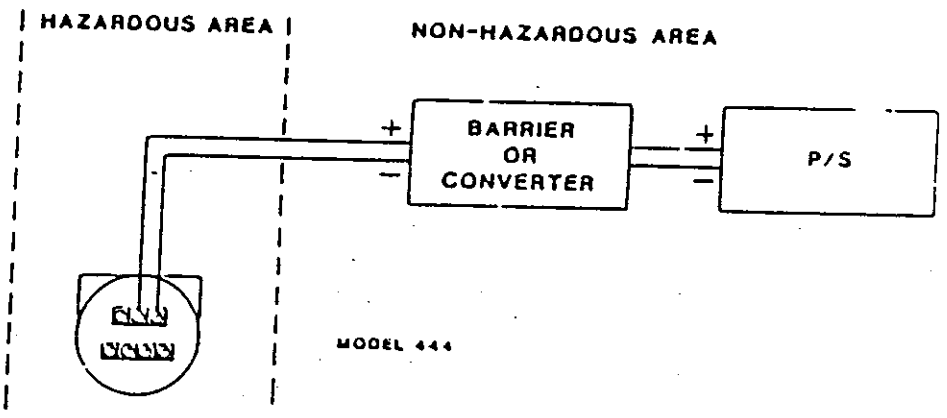 HAZARDOUS AREA
NON-HAZARDOUS AREA
+
-
BARRIER
OR
CONVERTER
+
-
P/S
MODEL 444